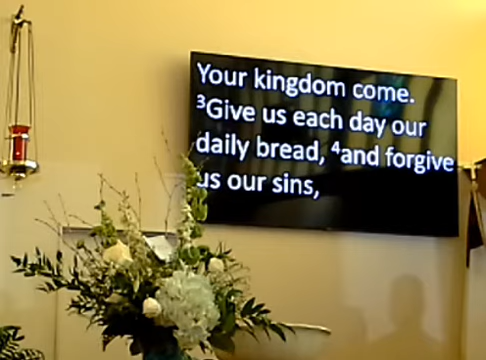 Your kingdom come.
³Give us each day our
daily bread, ⁴and forgive
us our sins,